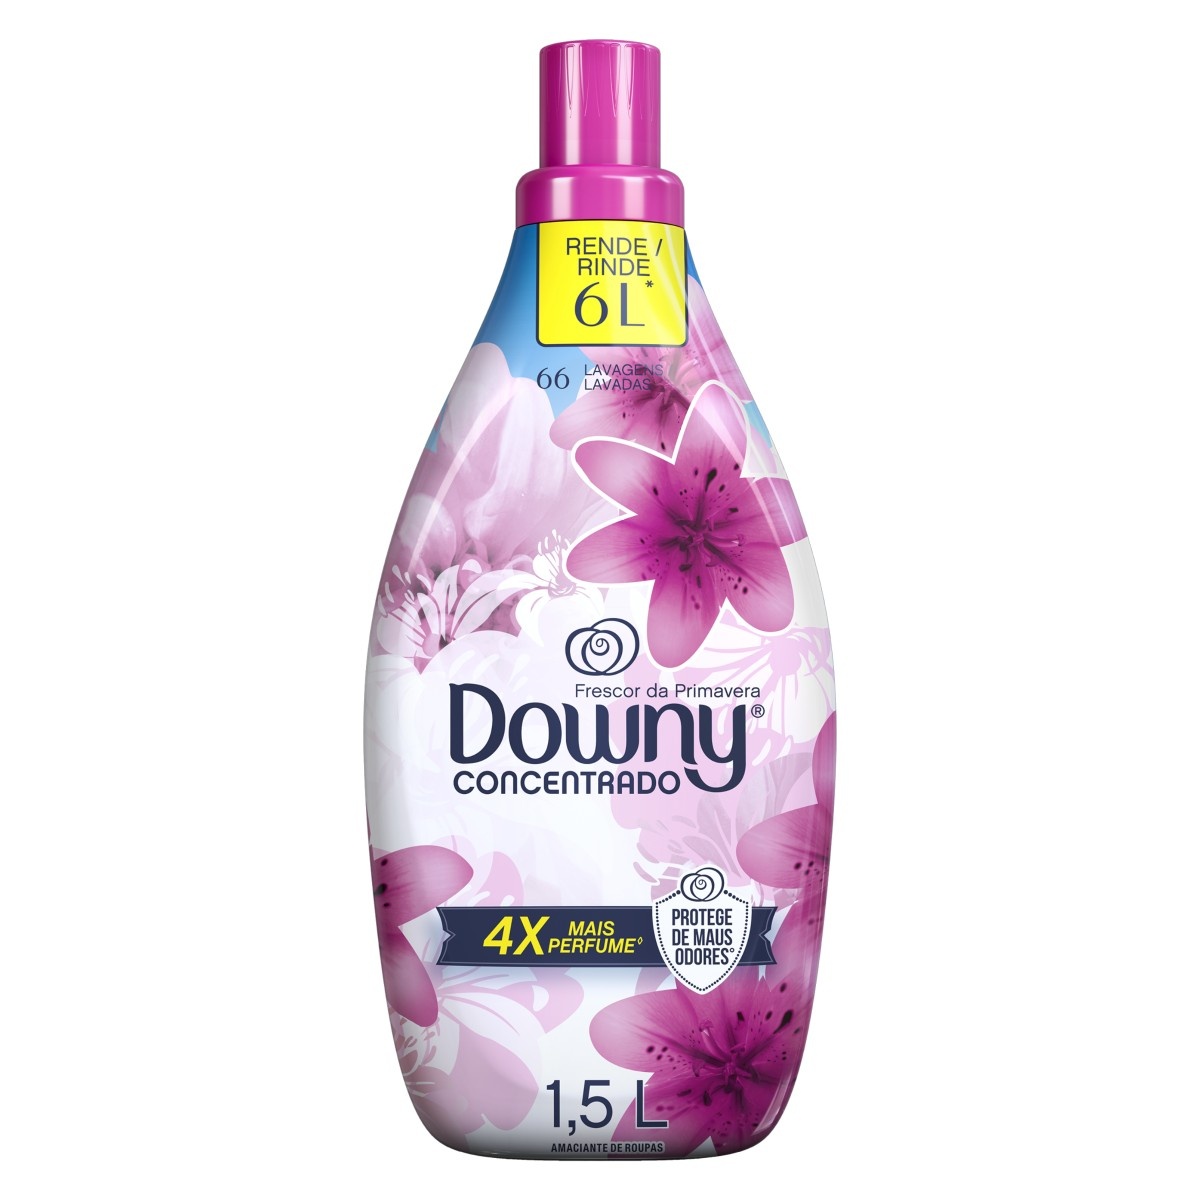 RENDE /
RINDE
6L*
66 LAVAGENS
LAVADAS
Frescor da Primavera
Downy®
CONCENTRADO
4X MAIS
PERFUME◊
PROTEGE
DE MAUS
ODORES°
1,5 L
AMACIANTE DE ROUPAS